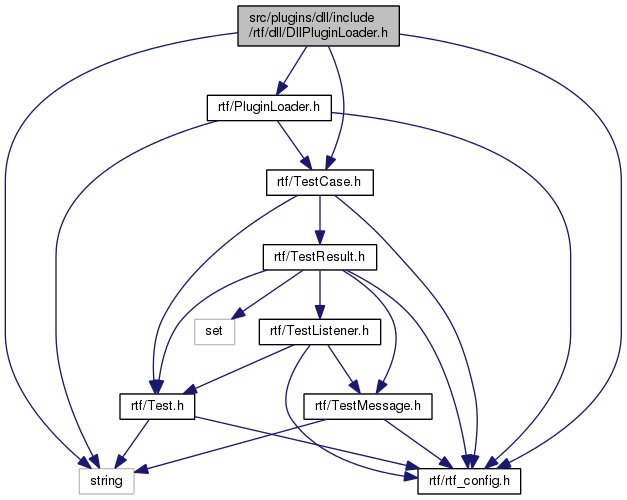 src/plugins/dll/include
/rtf/dll/DllPluginLoader.h
rtf/PluginLoader.h
rtf/TestCase.h
rtf/TestResult.h
set
rtf/TestListener.h
rtf/Test.h
rtf/TestMessage.h
string
rtf/rtf_config.h